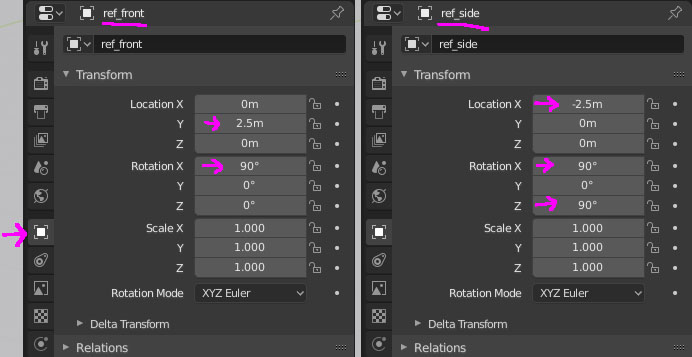 ref_front
ref_front
Transform
Location X 0m
Y 2.5m
Z 0m
Rotation X 90°
Y 0°
Z 0°
Scale X 1.000
Y 1.000
Z 1.000
Rotation Mode XYZ Euler
Delta Transform
Relations
ref_side
ref_side
Transform
Location X -2.5m
Y 0m
Z 0m
Rotation X 90°
Y 0°
Z 90°
Scale X 1.000
Y 1.000
Z 1.000
Rotation Mode XYZ Euler
Delta Transform
Relations